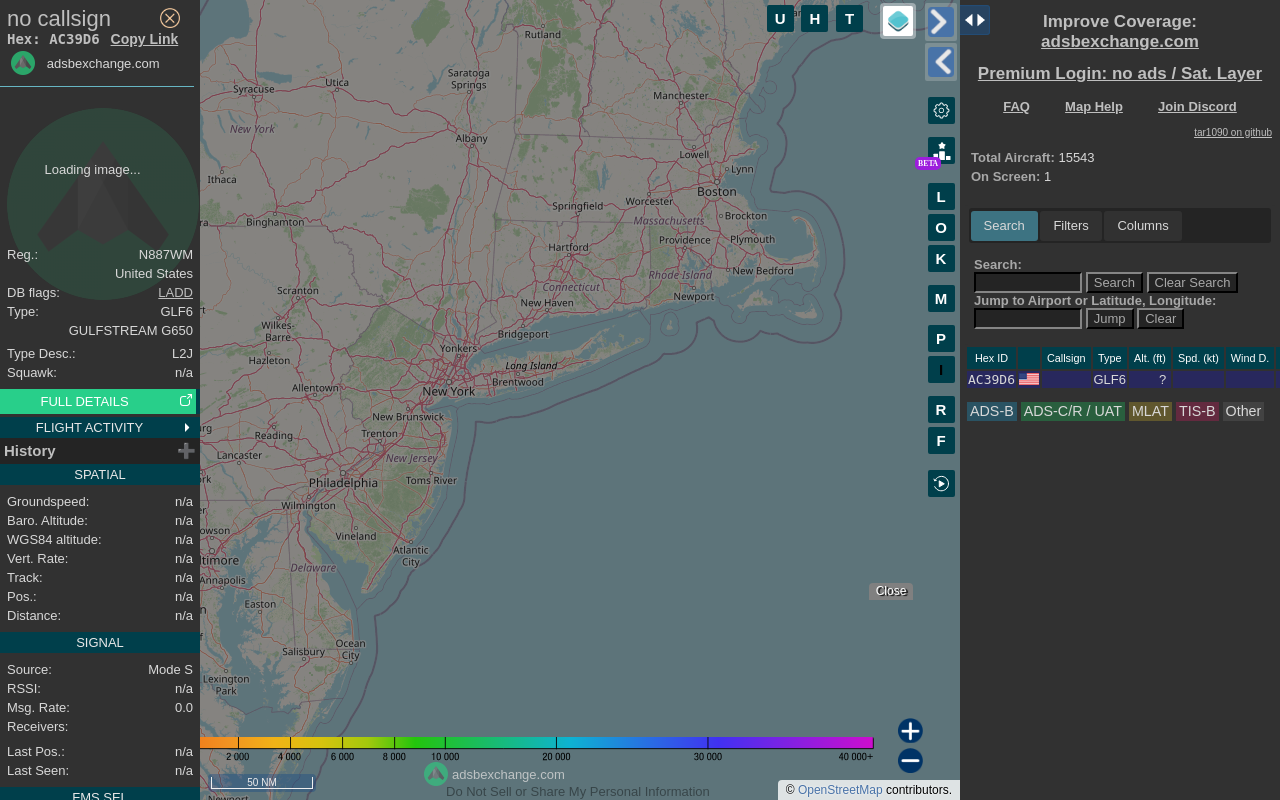 no callsign
Hex: AC39D6 Copy Link
adsbexchange.com
Loading image...
Reg.: N887WM
United States
DB flags: LADD
Type: GLF6
GULFSTREAM G650
Type Desc.: L2J
Squawk: n/a
FULL DETAILS
FLIGHT ACTIVITY
History
SPATIAL
Groundspeed: n/a
Baro. Altitude: n/a
WGS84 altitude: n/a
Vert. Rate: n/a
Track: n/a
Pos.: n/a
Distance: n/a
SIGNAL
Source: Mode S
RSSI: n/a
Msg. Rate: 0.0
Receivers:
Last Pos.: n/a
Last Seen: n/a
FMS SEL
Rutland
Syracuse
Utica
Saratoga
Springs
Manchester
New York
Albany
Lowell
Lynn
Ithaca
Boston
Worcester
Springfield
Binghamton
Massachusetts
Brockton
Providence
Plymouth
Hartford
Rhode Island
New Bedford
Connecticut
Scranton
New Haven
Newport
Wilkes-
Barre
Bridgeport
Hazleton
Yonkers
Long Island
Brentwood
Allentown
New York
New Brunswick
Reading
Trenton
Lancaster
New Jersey
Philadelphia
Toms River
Wilmington
Vineland
Atlantic
City
Delaware
Annapolis
Easton
Ocean
City
Salisbury
Lexington
Park
U H T
BETA
L
O
K
M
P
I
R
F
Close
2 000 4 000 6 000 8 000 10 000 20 000 30 000 40 000+
50 NM
adsbexchange.com
Do Not Sell or Share My Personal Information
© OpenStreetMap contributors.
Improve Coverage:
adsbexchange.com
Premium Login: no ads / Sat. Layer
FAQ Map Help Join Discord
tar1090 on github
Total Aircraft: 15543
On Screen: 1
Search Filters Columns
Search:
Search Clear Search
Jump to Airport or Latitude, Longitude:
Jump Clear
Hex ID Callsign Type Alt. (ft) Spd. (kt) Wind D.
AC39D6 GLF6 ?
ADS-B ADS-C/R / UAT MLAT TIS-B Other